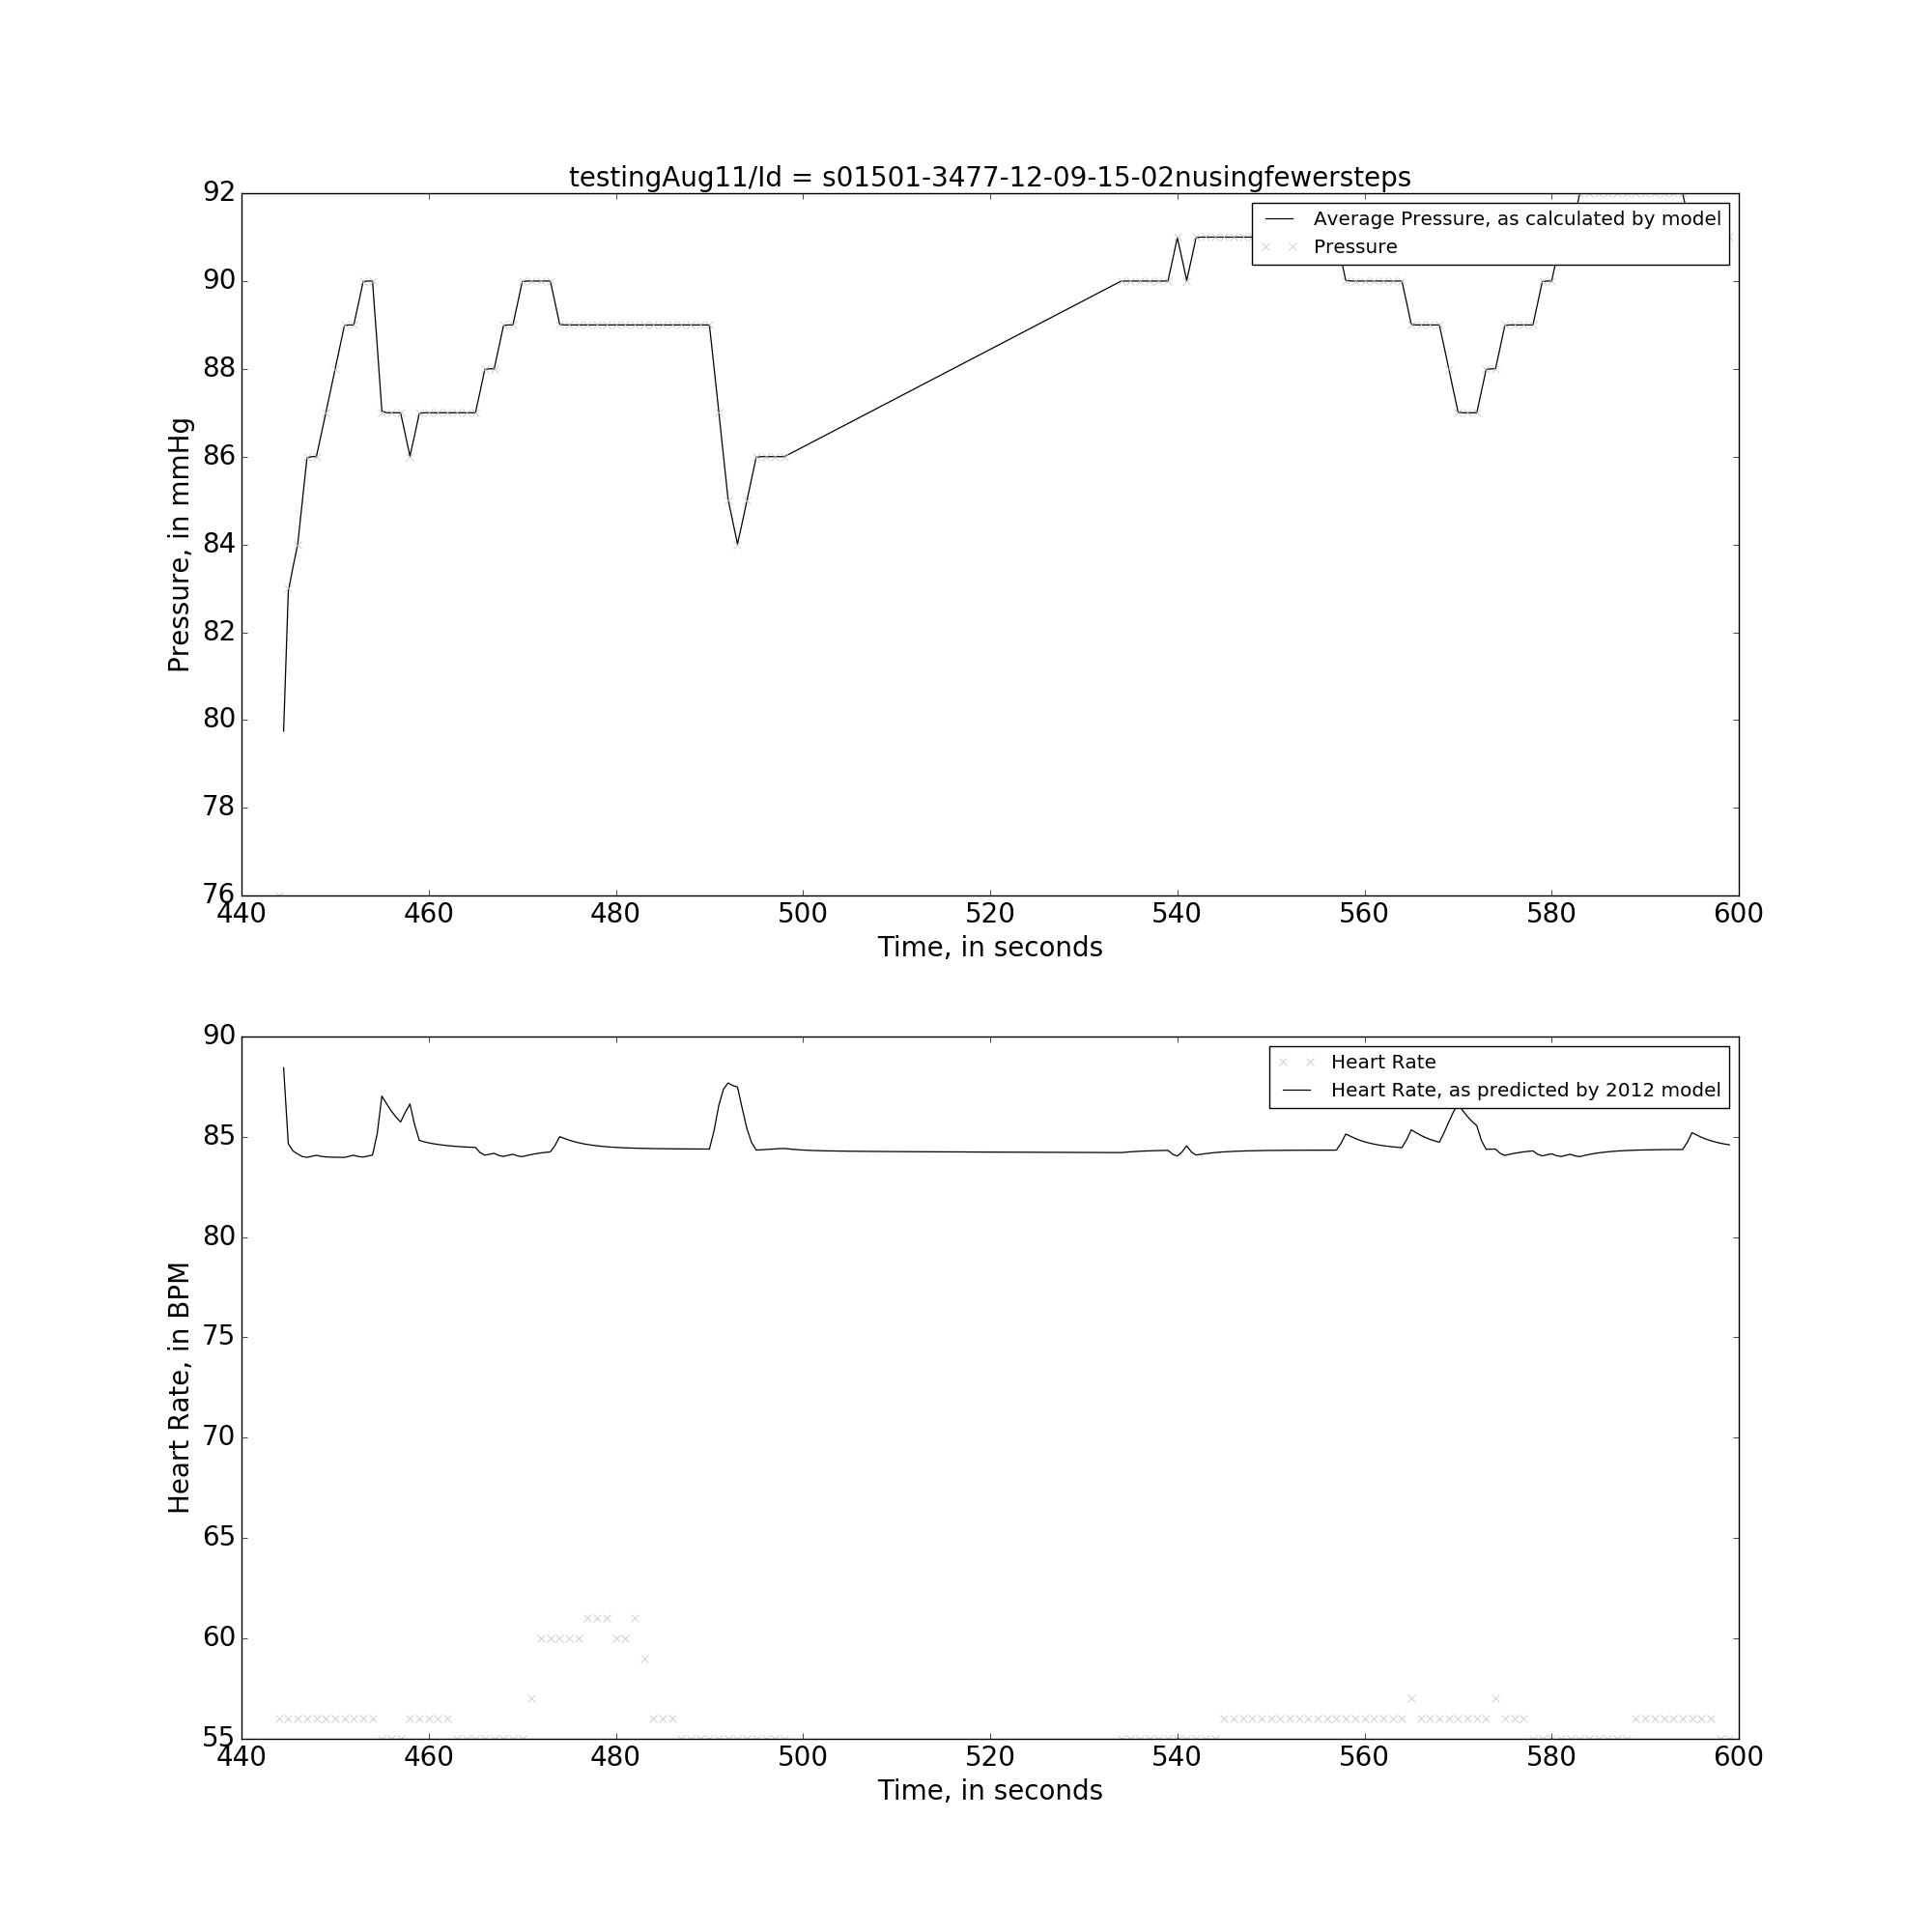 testingAug11/Id = s01501-3477-12-09-15-02nusingfewersteps
92
90
88
86
84
82
80
78
76
Pressure, in mmHg
Average Pressure, as calculated by model
Pressure
440 460 480 500 520 540 560 580 600
Time, in seconds
90
85
80
75
70
65
60
55
Heart Rate, in BPM
Heart Rate
Heart Rate, as predicted by 2012 model
440 460 480 500 520 540 560 580 600
Time, in seconds